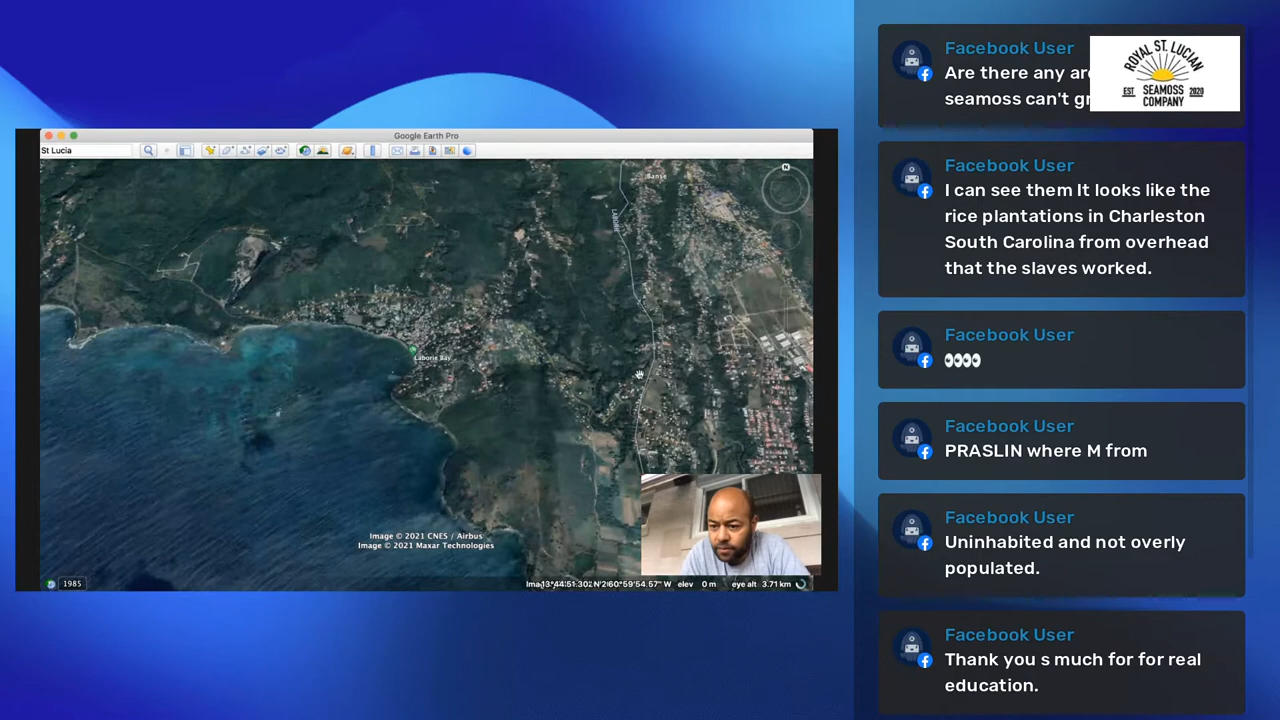 Google Earth Pro
St Lucia
Banse
N
Laborie Bay
Image © 2021 CNES / Airbus
Image © 2021 Maxar Technologies
1985
elev 0 m eye alt 3.71 km
ROYAL ST. LUCIAN
EST SEAMOSS 2020
COMPANY
Facebook User
Are there any
seamoss can't
Facebook User
I can see them It looks like the
rice plantations in Charleston
South Carolina from overhead
that the slaves worked.
Facebook User
👀👀
Facebook User
PRASLIN where M from
Facebook User
Uninhabited and not overly
populated.
Facebook User
Thank you s much for for real
education.